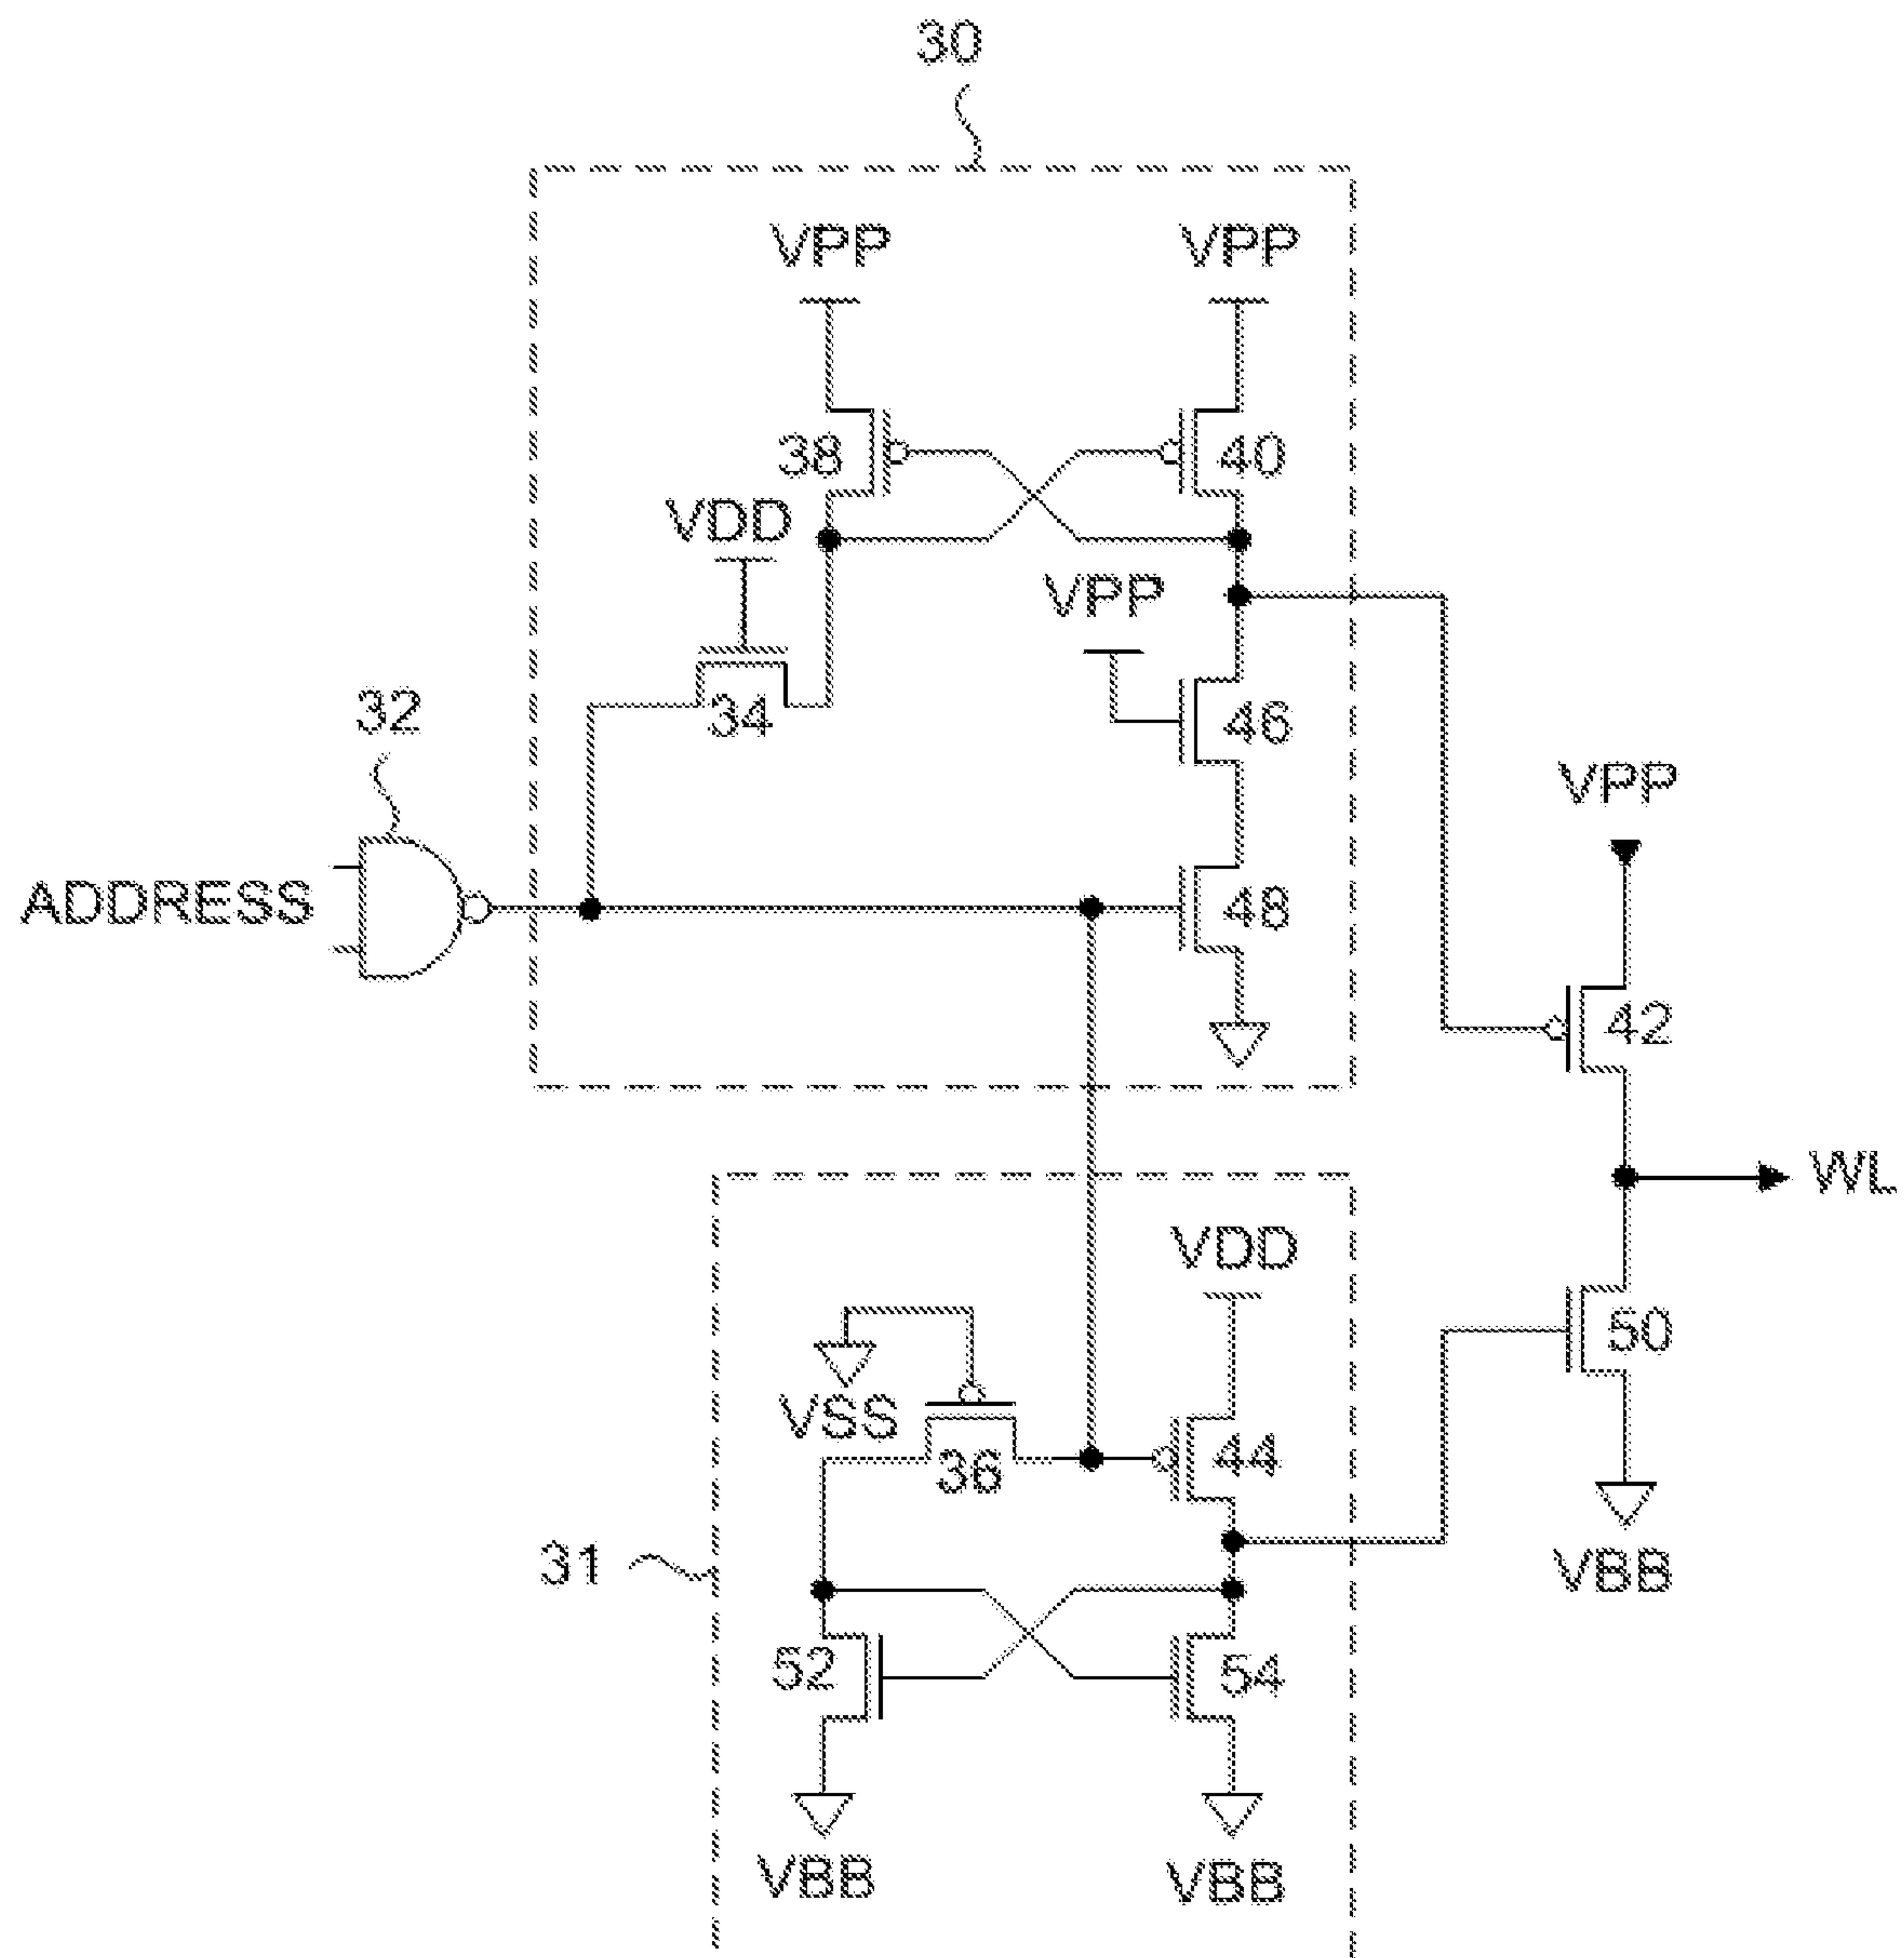 30
VPP VPP
38 40
VDD
VPP
34 46
32
VPP
ADDRESS 48
42
WL
VDD
50
VSS
36 44
31 VBB
52 54
VBB VBB